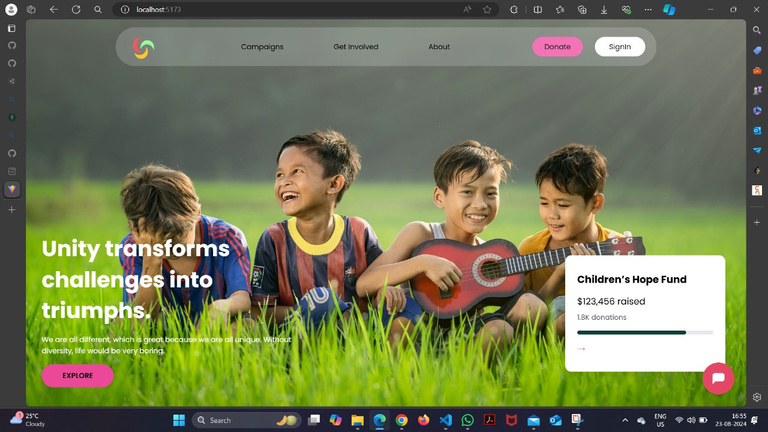 localhost:5173
Campaigns
Get Involved
About
Donate
SignIn
Unity transforms
challenges into
triumphs.
We are all different, which is great because we are all unique. Without
diversity, life would be very boring.
EXPLORE
Children's Hope Fund
$123,456 raised
1.8K donations
→
25°C
Cloudy
Search
ENG
US
16:55
23-08-2024